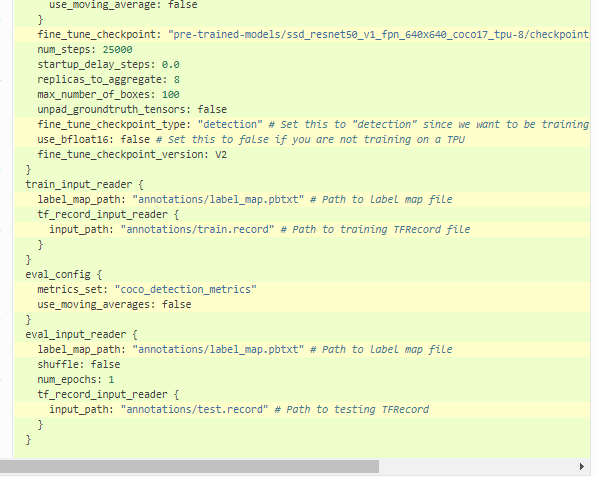 use_moving_average: false
}
fine_tune_checkpoint: "pre-trained-models/ssd_resnet50_v1_fpn_640x640_coco17_tpu-8/checkpoint
num_steps: 25000
startup_delay_steps: 0.0
replicas_to_aggregate: 8
max_number_of_boxes: 100
unpad_groundtruth_tensors: false
fine_tune_checkpoint_type: "detection" # Set this to "detection" since we want to be training
use_bfloat16: false # Set this to false if you are not training on a TPU
fine_tune_checkpoint_version: V2
}
train_input_reader {
label_map_path: "annotations/label_map.pbtxt" # Path to label map file
tf_record_input_reader {
input_path: "annotations/train.record" # Path to training TFRecord file
}
}
eval_config {
metrics_set: "coco_detection_metrics"
use_moving_averages: false
}
eval_input_reader {
label_map_path: "annotations/label_map.pbtxt" # Path to label map file
shuffle: false
num_epochs: 1
tf_record_input_reader {
input_path: "annotations/test.record" # Path to testing TFRecord
}
}